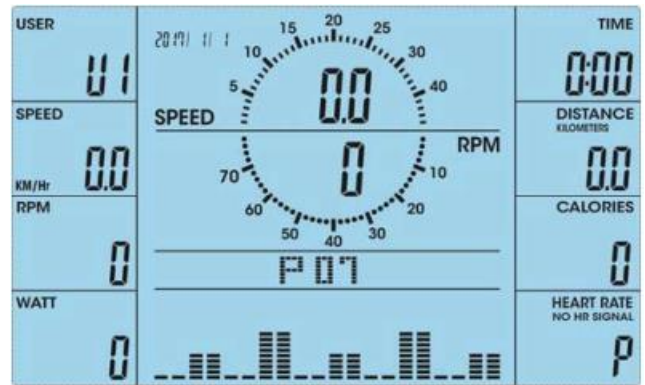 USER
U1
SPEED
KM/Hr 0.0
RPM
0
WATT
0
2017/ 1/ 1
5 10 15 20 25 30 40
0.0
SPEED
RPM
0
70 60 50 40 30 20 10
P07
TIME
0:00
DISTANCE
KILOMETERS
0.0
CALORIES
0
HEART RATE
NO HR SIGNAL
P